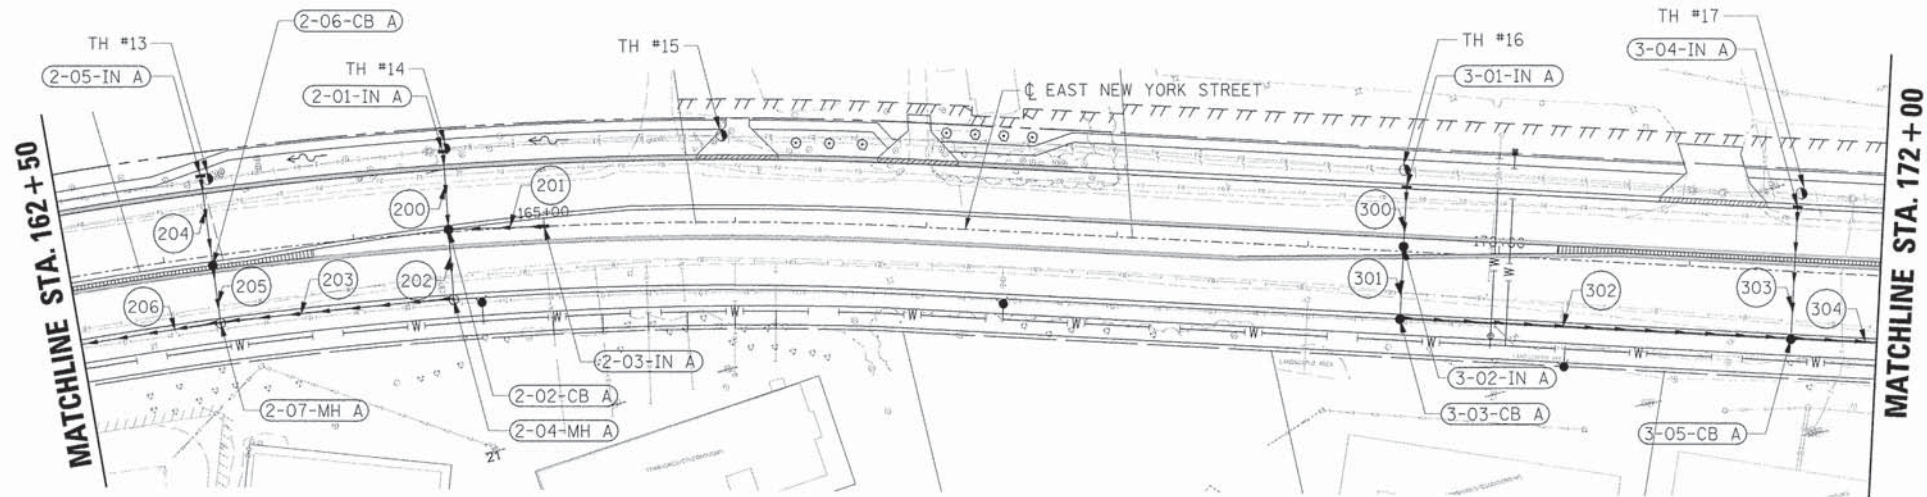 2-06-CB A
TH #17
TH #13
TH #15
TH #16
3-04-IN A
2-05-IN A
TH #14
3-01-IN A
2-01-IN A
℄ EAST NEW YORK STREET
201
200
300
165+00
204
301
205
203
202
302
303
304
206
W
W
W
W
W
W
W
W
W
W
W
W
2-03-IN A
3-02-IN A
2-02-CB A
2-07-MH A
3-03-CB A
2-04-MH A
3-05-CB A
21
MATCHLINE STA. 162+50
MATCHLINE STA. 172+00